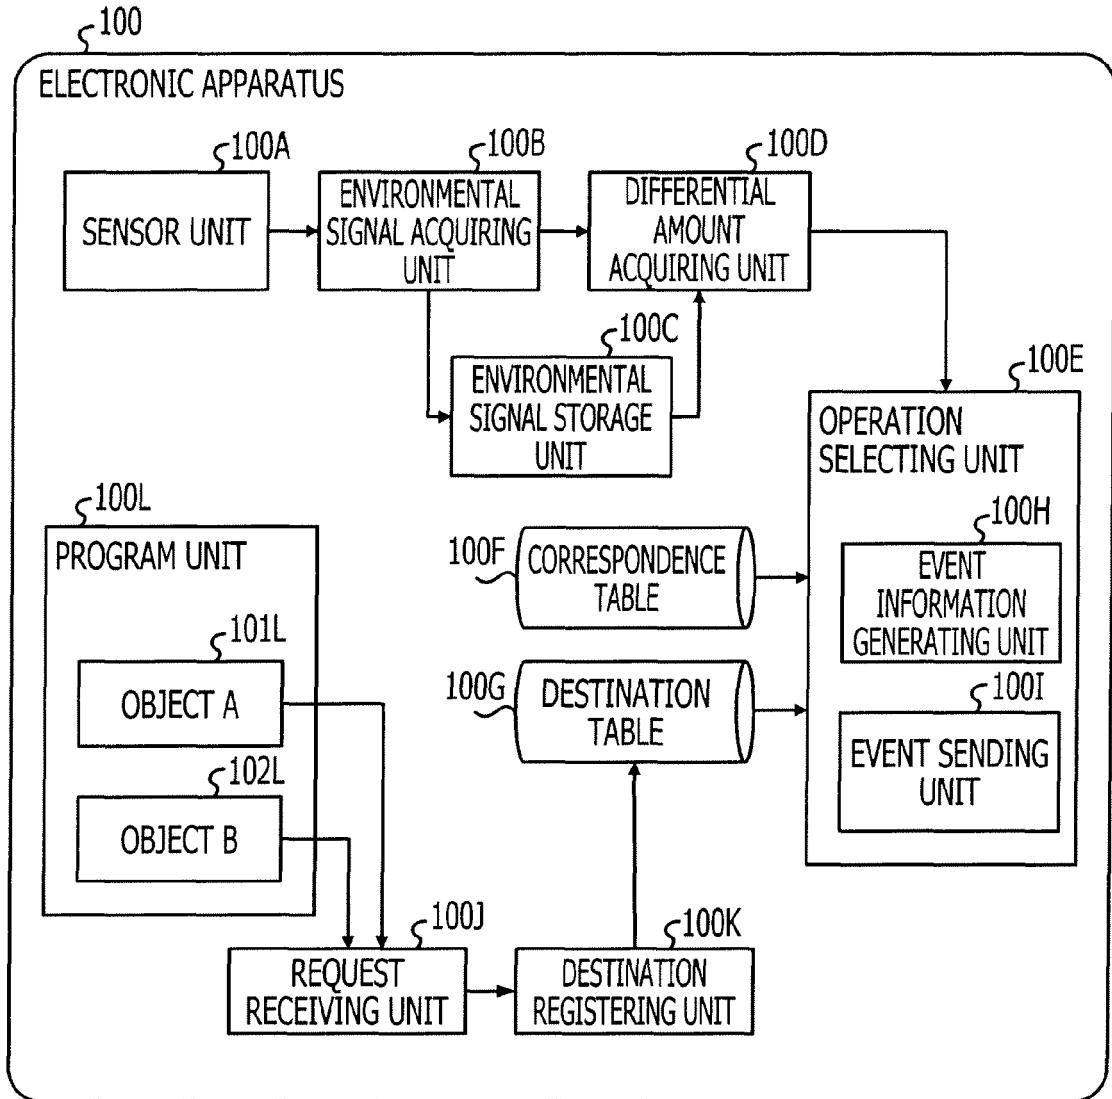 100
ELECTRONIC APPARATUS
100A
SENSOR UNIT
100B
ENVIRONMENTAL
SIGNAL ACQUIRING
UNIT
100D
DIFFERENTIAL
AMOUNT
ACQUIRING UNIT
100C
ENVIRONMENTAL
SIGNAL STORAGE
UNIT
100E
OPERATION
SELECTING UNIT
100H
EVENT
INFORMATION
GENERATING UNIT
100I
EVENT SENDING
UNIT
100F
CORRESPONDENCE
TABLE
100G
DESTINATION
TABLE
100L
PROGRAM UNIT
101L
OBJECT A
102L
OBJECT B
100J
REQUEST
RECEIVING UNIT
100K
DESTINATION
REGISTERING UNIT